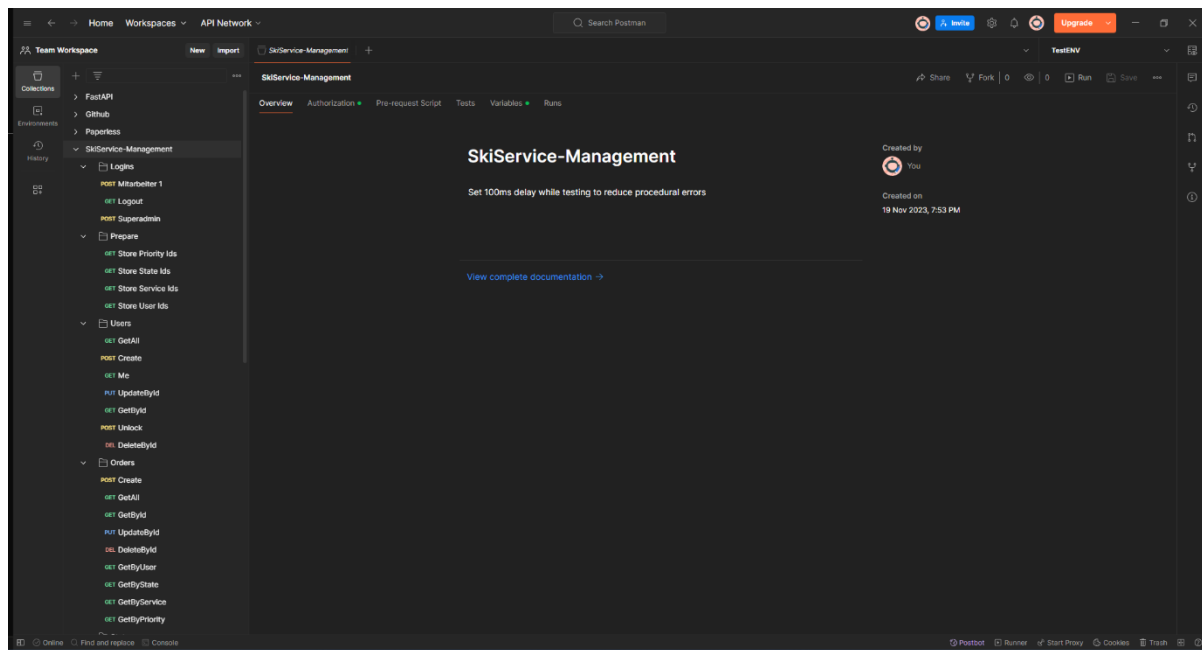 Home Workspaces API Network Search Postman Invite Upgrade
Team Workspace New Import SkiService-Management TestENV
Collections
Environments
History
FastAPI
Github
Paperless
SkiService-Management
Logins
POST Mitarbeiter 1
GET Logout
POST Superadmin
Prepare
GET Store Priority Ids
GET Store State Ids
GET Store Service Ids
GET Store User Ids
Users
GET GetAll
POST Create
GET Me
PUT UpdateById
GET GetById
POST Unlock
DEL DeleteById
Orders
POST Create
GET GetAll
GET GetById
PUT UpdateById
DEL DeleteById
GET GetByUser
GET GetByState
GET GetByService
GET GetByPriority
SkiService-Management Share Fork 0 0 Run Save
Overview Authorization Pre-request Script Tests Variables Runs
SkiService-Management
Set 100ms delay while testing to reduce procedural errors
View complete documentation →
Created by
You
Created on
19 Nov 2023, 7:53 PM
Online Find and replace Console Postbot Runner Start Proxy Cookies Trash